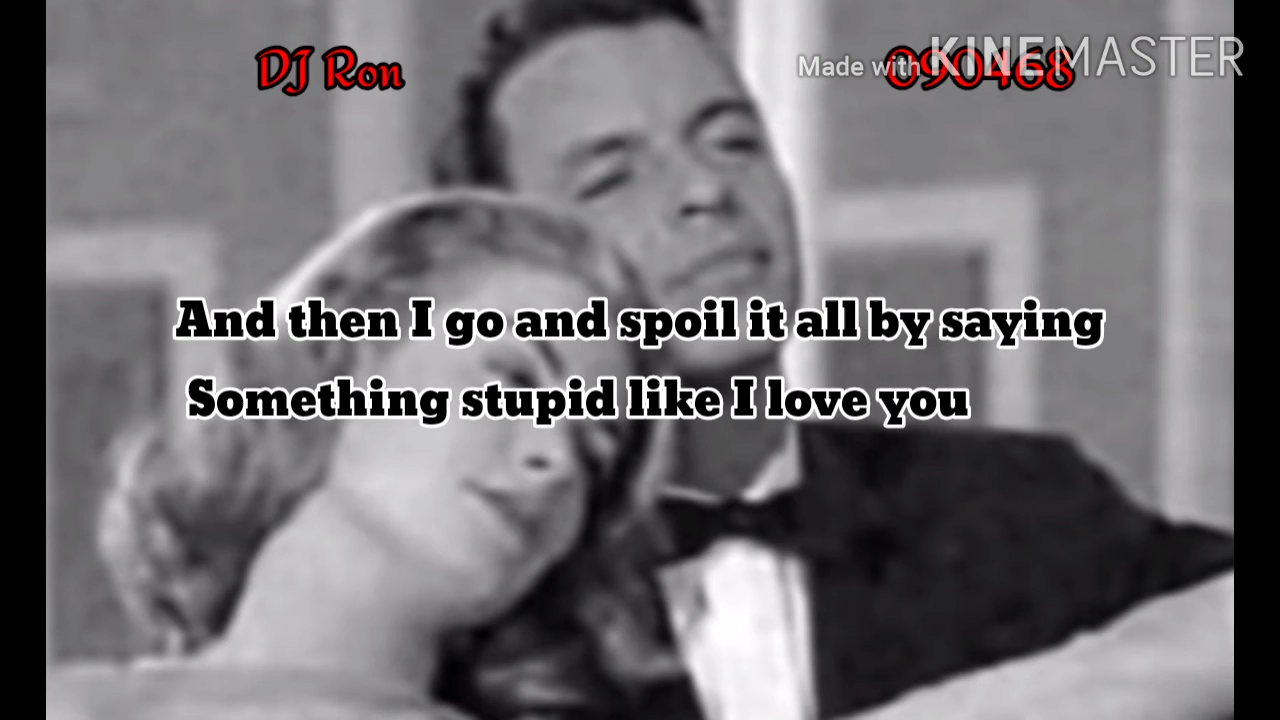 DJ Ron
Made with KINEMASTER
090468
And then I go and spoil it all by saying
Something stupid like I love you